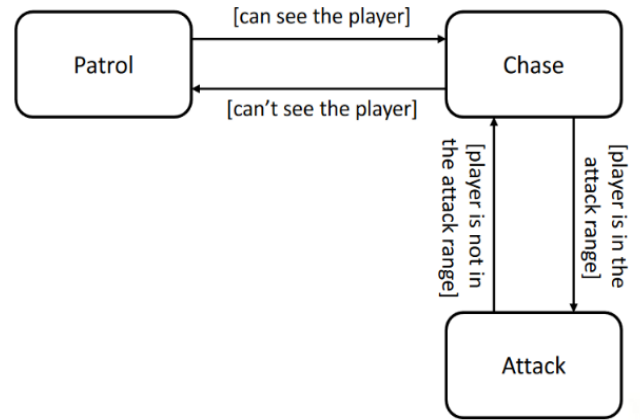 [can see the player]
Patrol
Chase
[can't see the player]
[player is not in
the attack range]
[player is in the
attack range]
Attack